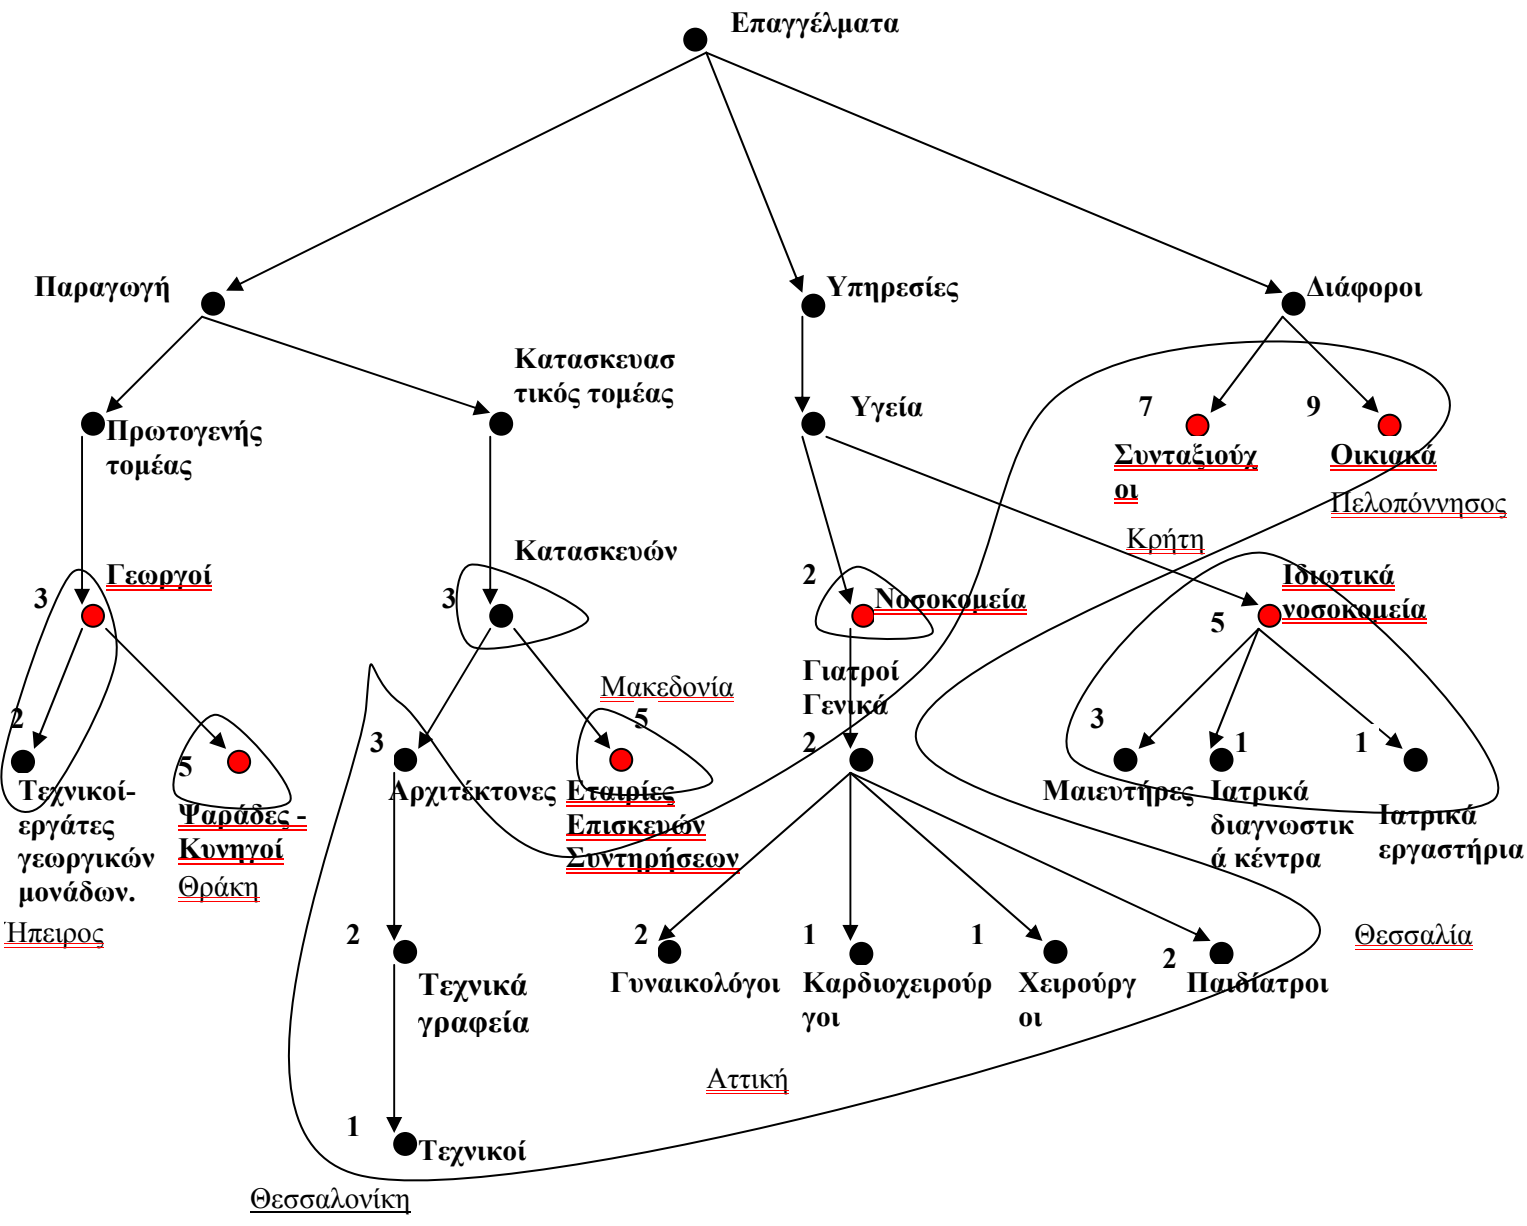 Επαγγέλματα
Παραγωγή
Υπηρεσίες
Διάφοροι
Κατασκευασ
τικός τομέας
Πρωτογενής
τομέας
Υγεία
7
9
Συνταξιούχ
οι
Οικιακά
Πελοπόννησος
Κρήτη
Κατασκευών
Γεωργοί
3
3
2
Νοσοκομεία
Ιδιωτικά
νοσοκομεία
5
Γιατροί
Γενικά
2
Μακεδονία
5
2
5
3
3
1
1
Τεχνικοί-
εργάτες
γεωργικών
μονάδων.
Ψαράδες -
Κυνηγοί
Θράκη
Ήπειρος
Αρχιτέκτονες
Εταιρίες
Επισκευών
Συντηρήσεων
Μαιευτήρες
Ιατρικά
διαγνωστικ
ά κέντρα
Ιατρικά
εργαστήρια
2
2
1
1
2
Τεχνικά
γραφεία
Γυναικολόγοι
Καρδιοχειρούρ
γοι
Χειρούργ
οι
Παιδίατροι
Θεσσαλία
Αττική
1
Τεχνικοί
Θεσσαλονίκη